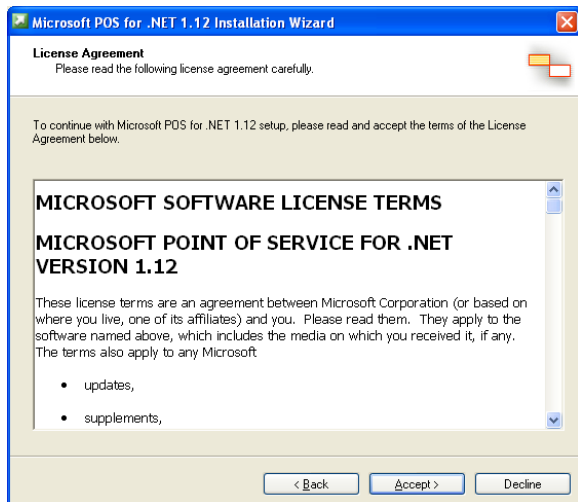 Microsoft POS for .NET 1.12 Installation Wizard
License Agreement
Please read the following license agreement carefully.
To continue with Microsoft POS for .NET 1.12 setup, please read and accept the terms of the License
Agreement below.
MICROSOFT SOFTWARE LICENSE TERMS
MICROSOFT POINT OF SERVICE FOR .NET
VERSION 1.12
These license terms are an agreement between Microsoft Corporation (or based on
where you live, one of its affiliates) and you.  Please read them.  They apply to the
software named above, which includes the media on which you received it, if any.
The terms also apply to any Microsoft
• updates,
• supplements,
< Back
Accept >
Decline